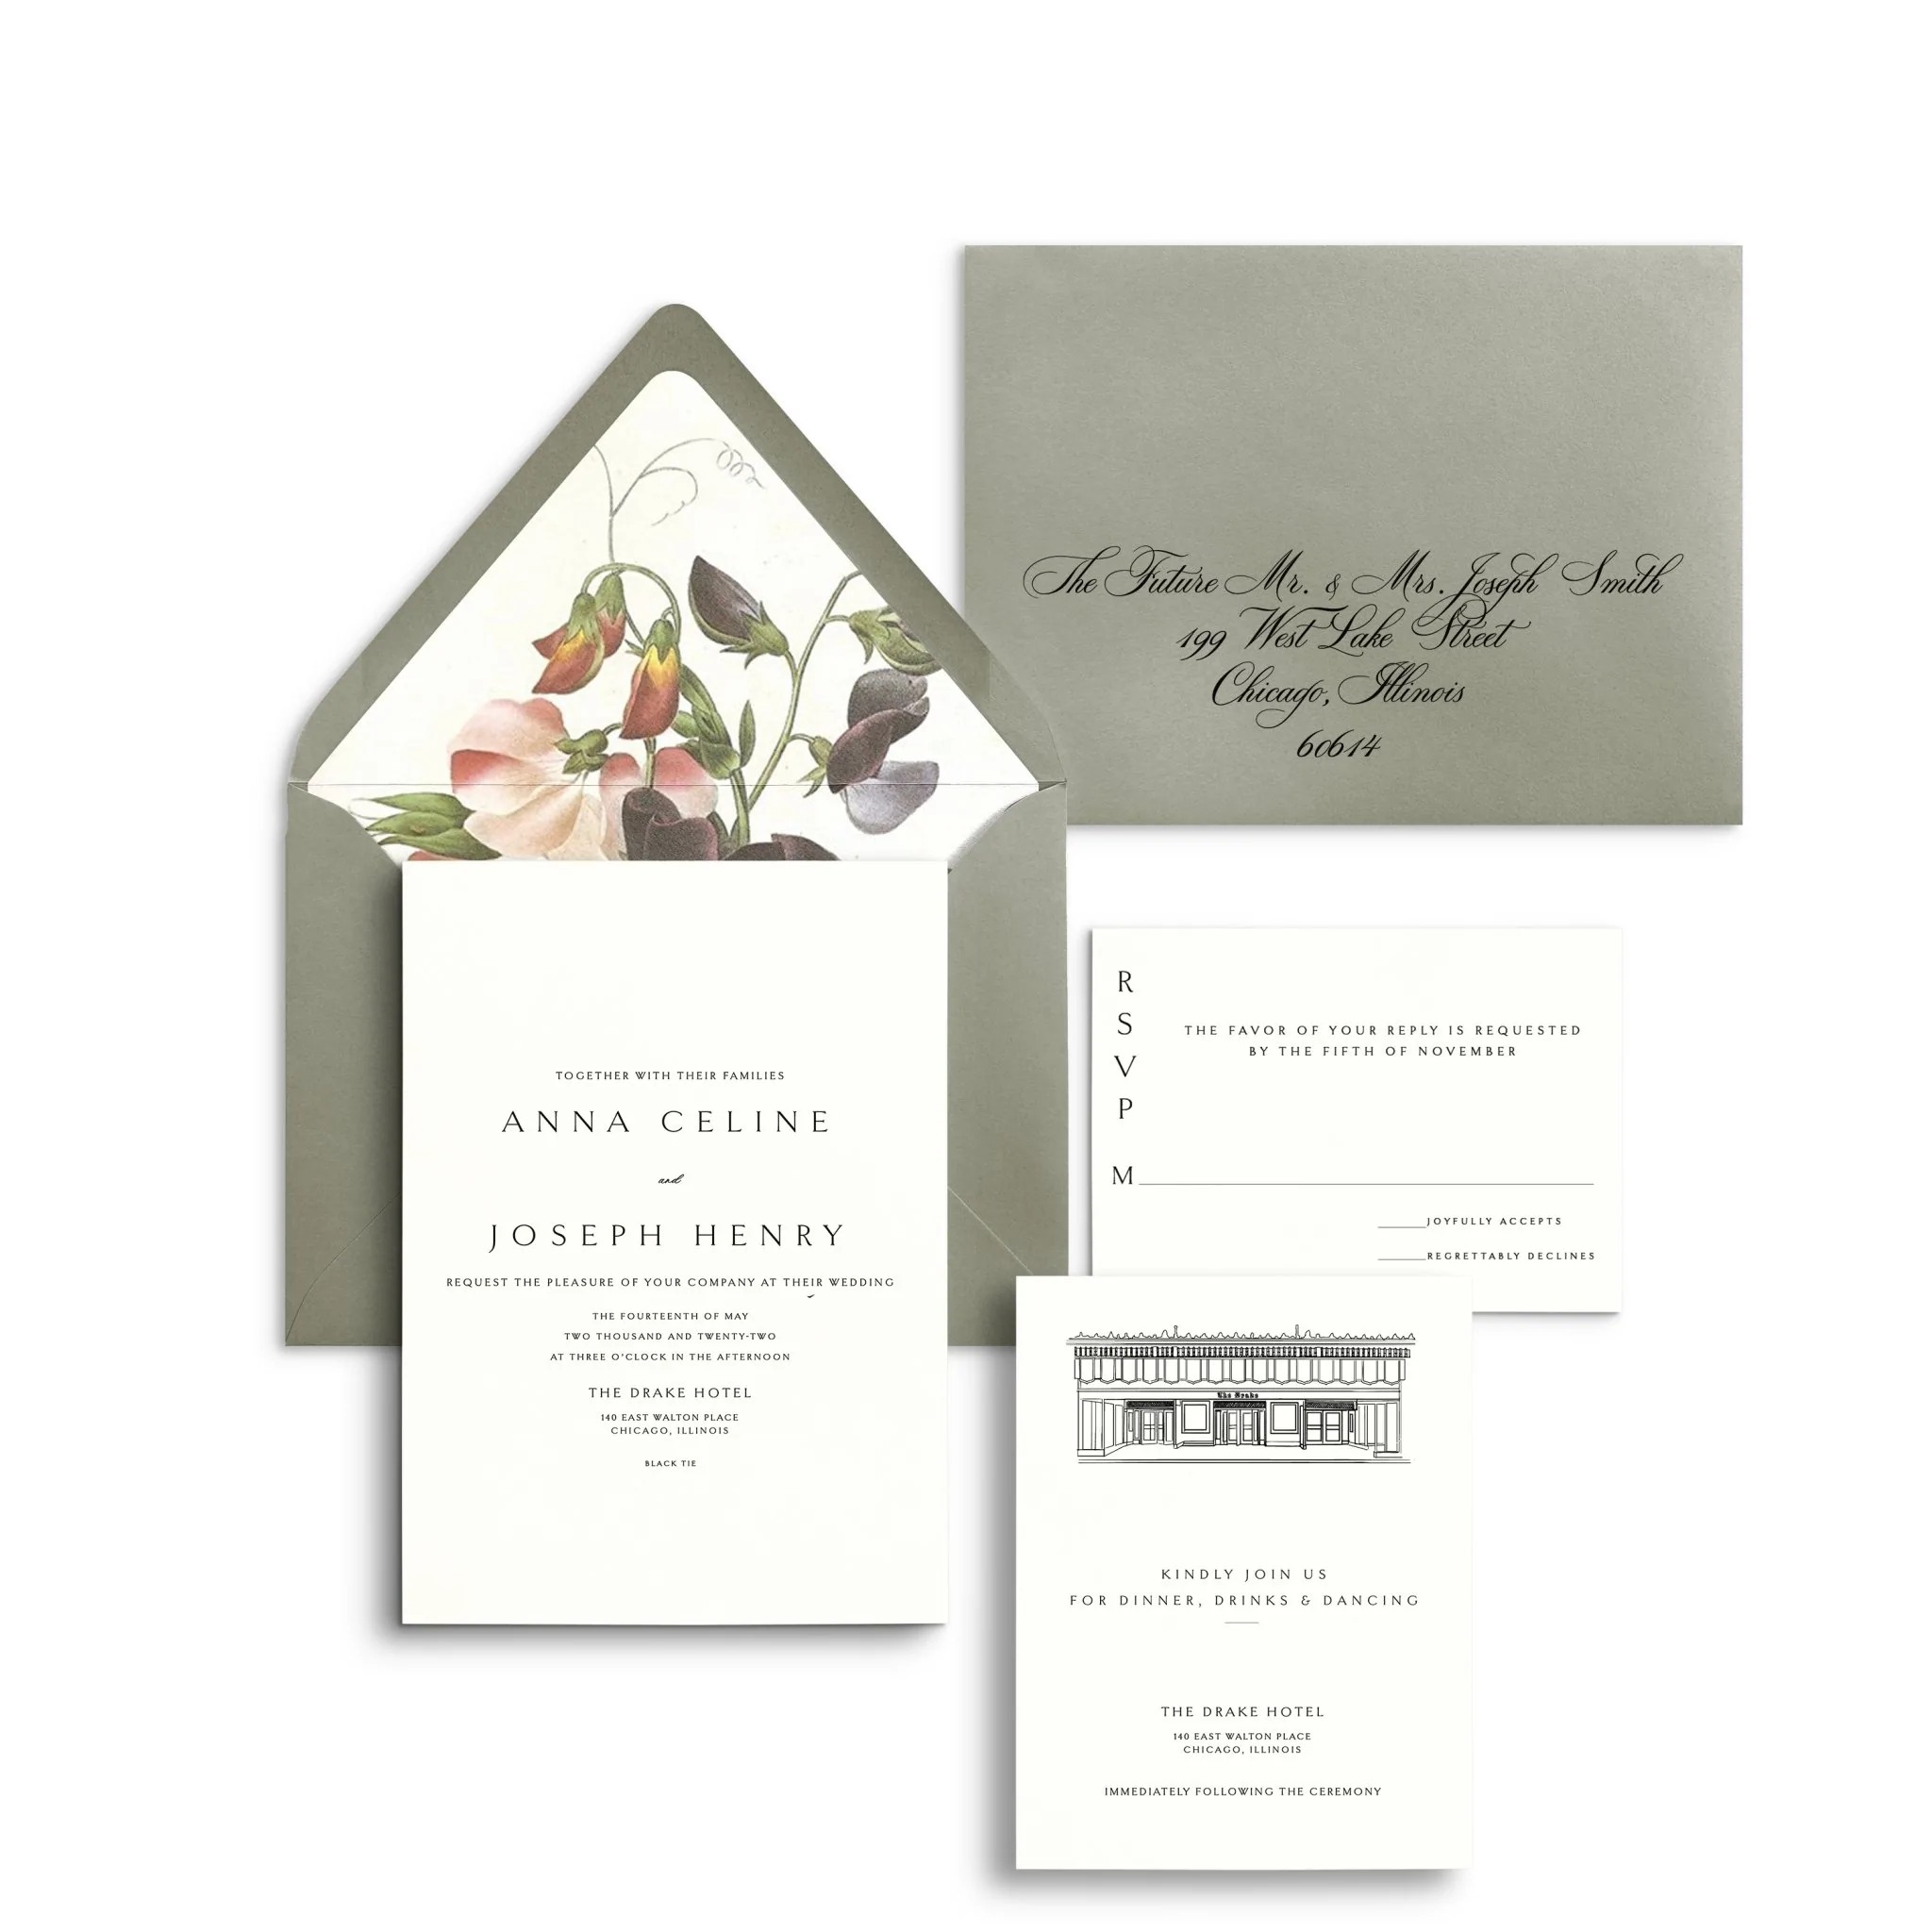 The Future Mr. & Mrs. Joseph Smith
199 West Lake Street
Chicago, Illinois
60614
TOGETHER WITH THEIR FAMILIES
ANNA CELINE
and
JOSEPH HENRY
REQUEST THE PLEASURE OF YOUR COMPANY AT THEIR WEDDING
THE FOURTEENTH OF MAY
TWO THOUSAND AND TWENTY-TWO
AT THREE O'CLOCK IN THE AFTERNOON
THE DRAKE HOTEL
140 EAST WALTON PLACE
CHICAGO, ILLINOIS
BLACK TIE
R
S
V
P
THE FAVOR OF YOUR REPLY IS REQUESTED
BY THE FIFTH OF NOVEMBER
M
JOYFULLY ACCEPTS
REGRETTABLY DECLINES
The Drake
KINDLY JOIN US
FOR DINNER, DRINKS & DANCING
THE DRAKE HOTEL
140 EAST WALTON PLACE
CHICAGO, ILLINOIS
IMMEDIATELY FOLLOWING THE CEREMONY